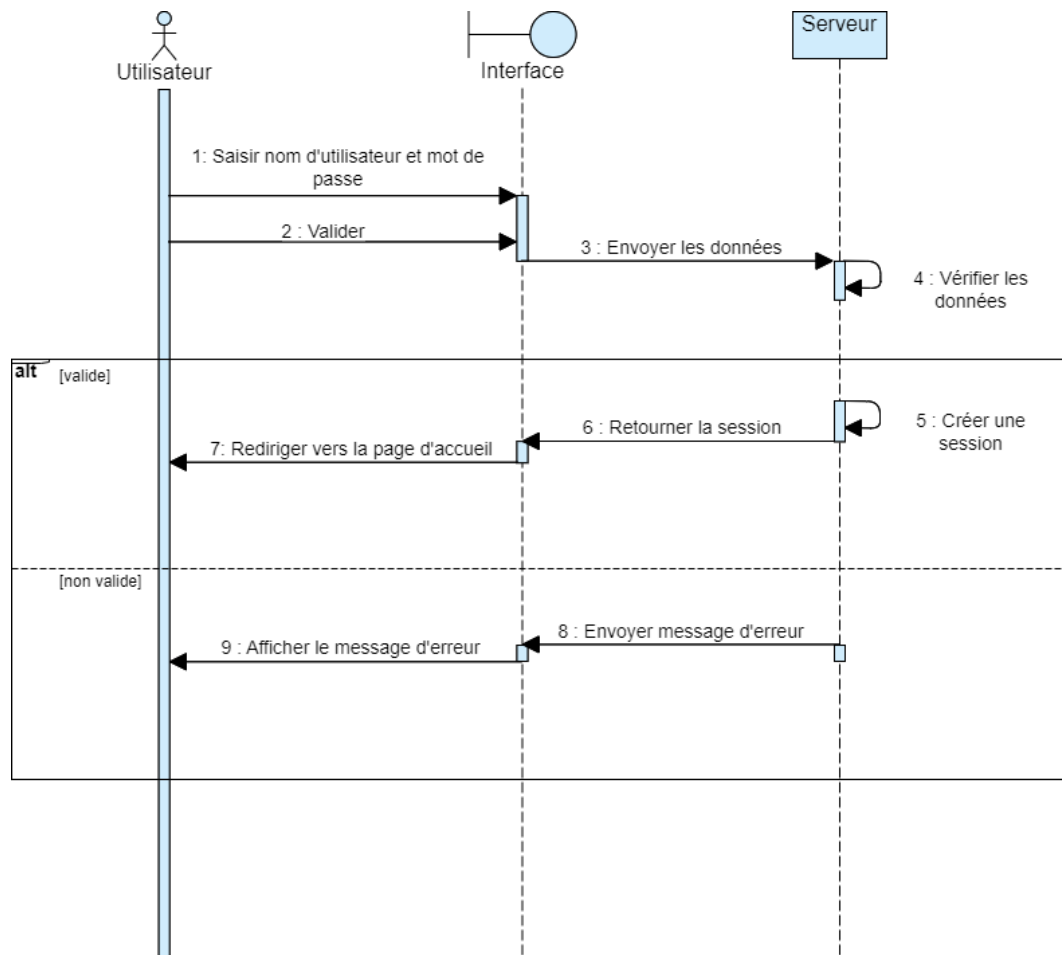 Utilisateur
Interface
Serveur
1: Saisir nom d'utilisateur et mot de
passe
2 : Valider
3 : Envoyer les données
4 : Vérifier les
données
alt
[valide]
5 : Créer une
session
6 : Retourner la session
7: Rediriger vers la page d'accueil
[non valide]
8 : Envoyer message d'erreur
9 : Afficher le message d'erreur